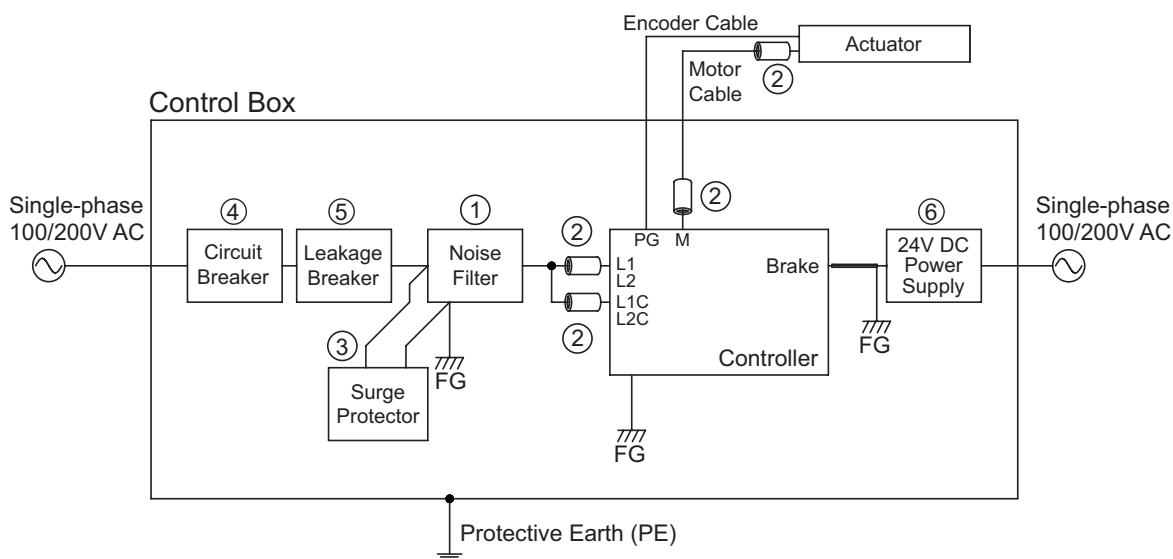 Encoder Cable
Actuator
②
Motor
Cable
Control Box
②
Single-phase
100/200V AC
④
⑤
①
⑥
Single-phase
100/200V AC
Circuit
Breaker
Leakage
Breaker
Noise
Filter
②
PG M
L1
L2
L1C
L2C
②
Brake
24V DC
Power
Supply
FG
Controller
③
Surge
Protector
FG
FG
Protective Earth (PE)